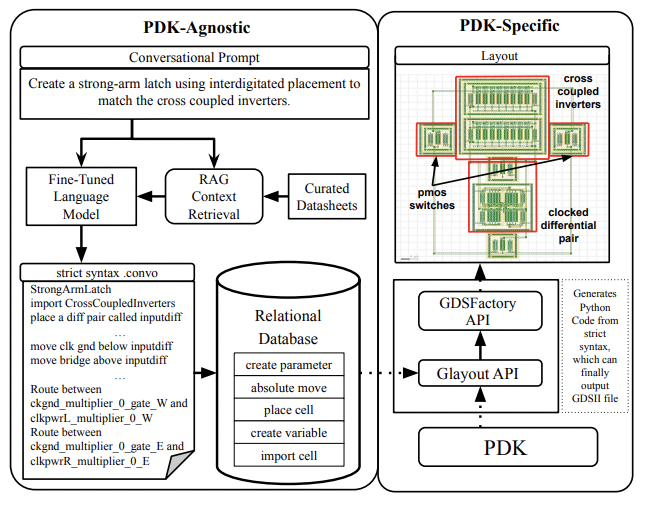 PDK-Agnostic
Conversational Prompt
Create a strong-arm latch using interdigitated placement to
match the cross coupled inverters.
Fine-Tuned
Language
Model
RAG
Context
Retrieval
Curated
Datasheets
strict syntax .convo
StrongArmLatch
import CrossCoupledInverters
place a diff pair called inputdiff
...
move clk gnd below inputdiff
move bridge above inputdiff
...
Route between
ckgnd_multiplier_0_gate_W and
clkpwrL_multiplier_0_W
Route between
ckgnd_multiplier_0_gate_E and
clkpwrR_multiplier_0_E
Relational
Database
create parameter
absolute move
place cell
create variable
import cell
PDK-Specific
Layout
cross
coupled
inverters
pmos
switches
clocked
differential
pair
GDSFactory
API
Glayout API
PDK
Generates
Python
Code from
strict
syntax,
which can
finally
output
GDSII file